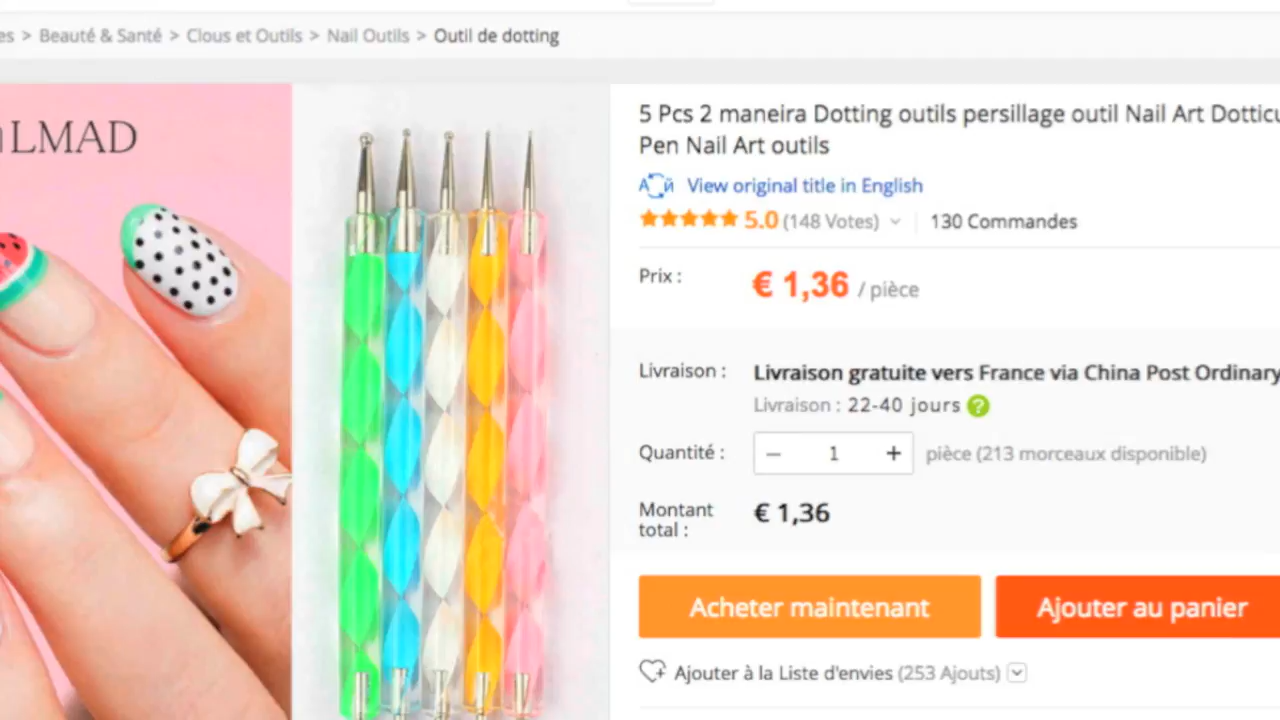 > Beauté & Santé > Clous et Outils > Nail Outils > Outil de dotting
LMAD
5 Pcs 2 maneira Dotting outils persillage outil Nail Art
Pen Nail Art outils
View original title in English
5.0 (148 Votes) 130 Commandes
Prix : € 1,36 / pièce
Livraison : Livraison gratuite vers France via China Post Ordinary
Livraison : 22-40 jours ?
Quantité : − 1 + pièce (213 morceaux disponible)
Montant
total : € 1,36
Acheter maintenant Ajouter au panier
Ajouter à la Liste d'envies (253 Ajouts)